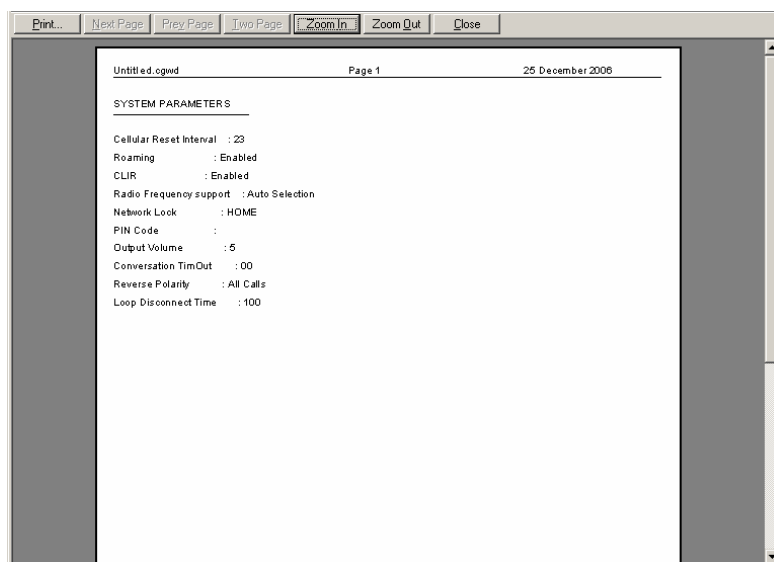 Print... Next Page Prev Page Two Page Zoom In Zoom Out Close
Untitled.cgwd Page 1 25 December 2006
SYSTEM PARAMETERS
Cellular Reset Interval : 23
Roaming : Enabled
CLIR : Enabled
Radio Frequency support : Auto Selection
Network Lock : HOME
PIN Code :
Output Volume : 5
Conversation TimOut : 00
Reverse Polarity : All Calls
Loop Disconnect Time : 100